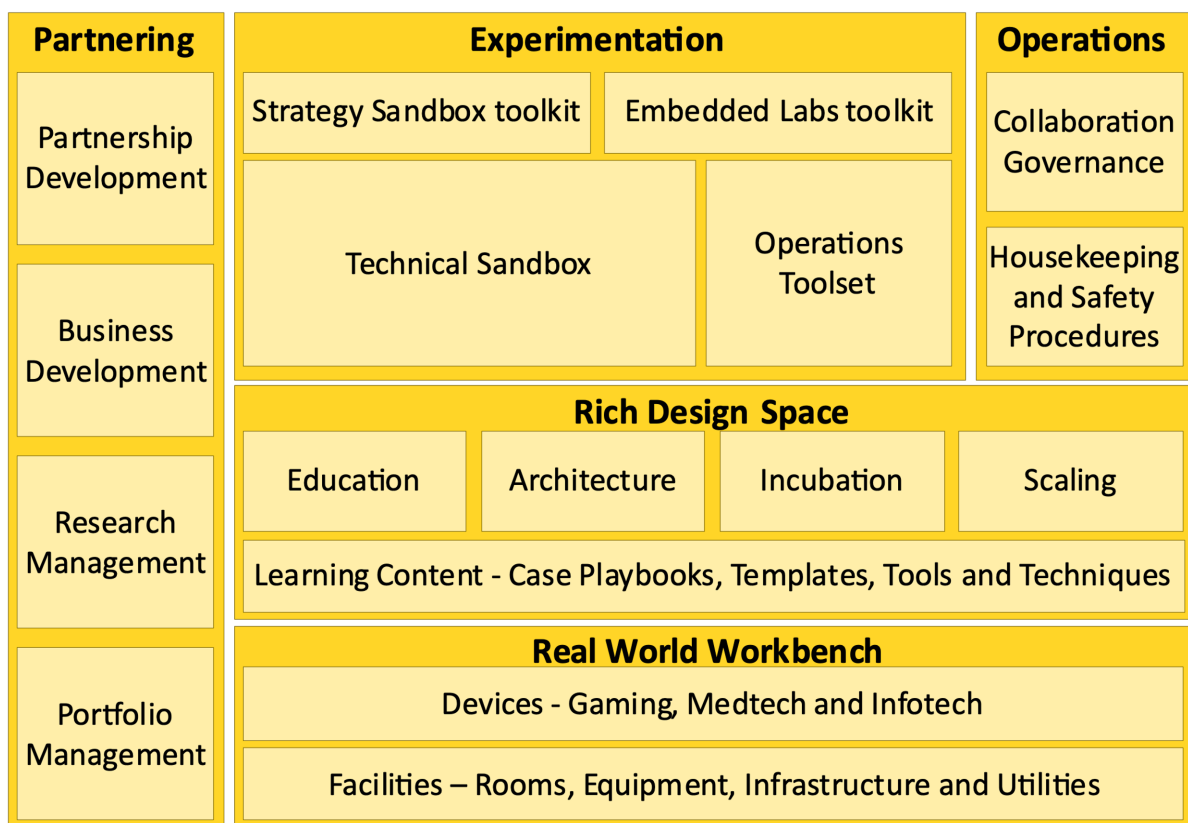 Partnering
Partnership
Development
Business
Development
Research
Management
Portfolio
Management
Experimentation
Strategy Sandbox toolkit
Embedded Labs toolkit
Technical Sandbox
Operations
Toolset
Operations
Collaboration
Governance
Housekeeping
and Safety
Procedures
Rich Design Space
Education
Architecture
Incubation
Scaling
Learning Content - Case Playbooks, Templates, Tools and Techniques
Real World Workbench
Devices - Gaming, Medtech and Infotech
Facilities – Rooms, Equipment, Infrastructure and Utilities